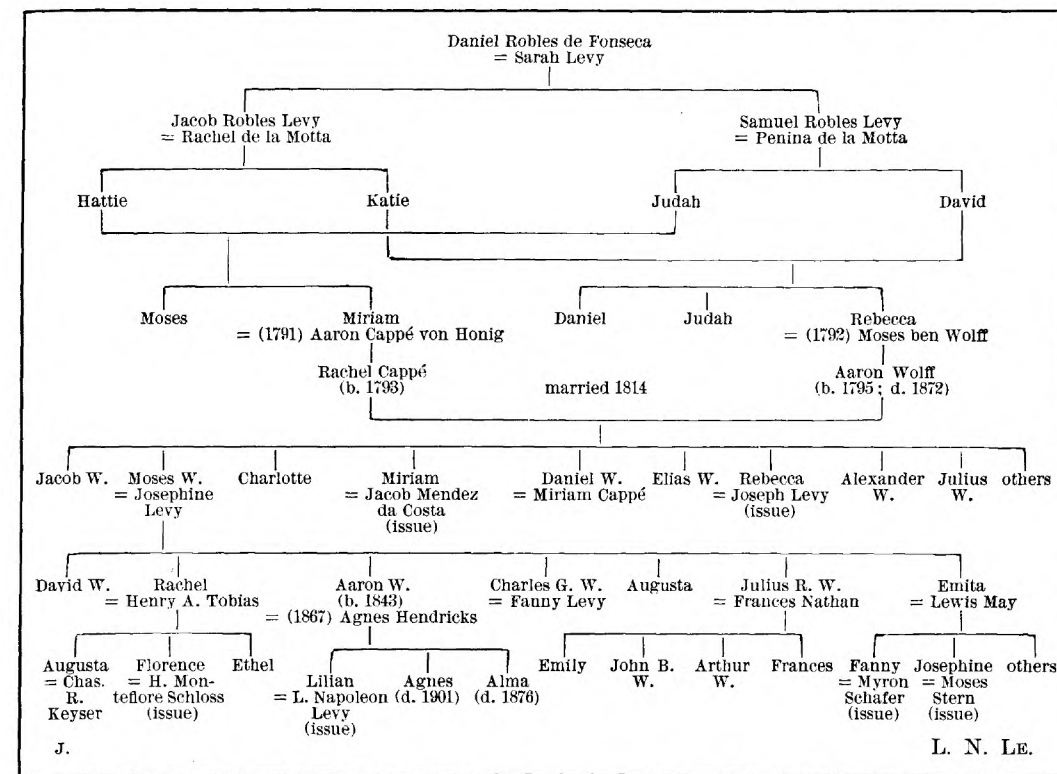 Daniel Robles de Fonseca
= Sarah Levy
Jacob Robles Levy
= Rachel de la Motta
Samuel Robles Levy
= Penina de la Motta
Hattie
Katie
Judah
David
Moses
Miriam
= (1791) Aaron Cappé von Honig
Daniel
Judah
Rebecca
= (1792) Moses ben Wolff
Rachel Cappé
(b. 1793)
married 1814
Aaron Wolff
(b. 1795; d. 1872)
Jacob W.
Moses W.
= Josephine
Levy
Charlotte
Miriam
= Jacob Mendez
da Costa
(issue)
Daniel W.
= Miriam Cappé
Elias W.
Rebecca
= Joseph Levy
(issue)
Alexander
W.
Julius
W.
others
David W.
Rachel
= Henry A. Tobias
Aaron W.
(b. 1843)
= (1867) Agnes Hendricks
Charles G. W.
= Fanny Levy
Augusta
Julius R. W.
= Frances Nathan
Emita
= Lewis May
Augusta
= Chas.
R.
Keyser
Florence
= H. Mon-
tefiore Schloss
(issue)
Ethel
Lilian
= L. Napoleon
Levy
(issue)
Agnes
(d. 1901)
Alma
(d. 1876)
Emily
John B.
W.
Arthur
W.
Frances
Fanny
= Myron
Schafer
(issue)
Josephine
= Moses
Stern
(issue)
others
J.
L. N. LE.